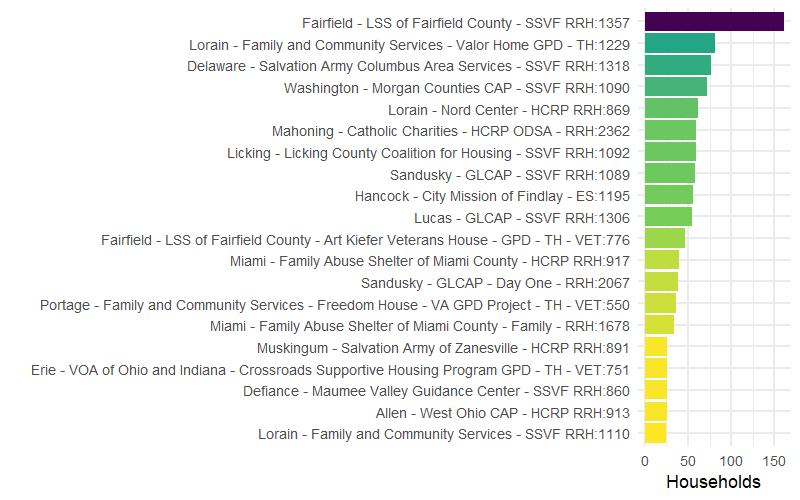 Fairfield - LSS of Fairfield County - SSVF RRH:1357
Lorain - Family and Community Services - Valor Home GPD - TH:1229
Delaware - Salvation Army Columbus Area Services - SSVF RRH:1318
Washington - Morgan Counties CAP - SSVF RRH:1090
Lorain - Nord Center - HCRP RRH:869
Mahoning - Catholic Charities - HCRP ODSA - RRH:2362
Licking - Licking County Coalition for Housing - SSVF RRH:1092
Sandusky - GLCAP - SSVF RRH:1089
Hancock - City Mission of Findlay - ES:1195
Lucas - GLCAP - SSVF RRH:1306
Fairfield - LSS of Fairfield County - Art Kiefer Veterans House - GPD - TH - VET:776
Miami - Family Abuse Shelter of Miami County - HCRP RRH:917
Sandusky - GLCAP - Day One - RRH:2067
Portage - Family and Community Services - Freedom House - VA GPD Project - TH - VET:550
Miami - Family Abuse Shelter of Miami County - Family - RRH:1678
Muskingum - Salvation Army of Zanesville - HCRP RRH:891
Erie - VOA of Ohio and Indiana - Crossroads Supportive Housing Program GPD - TH - VET:751
Defiance - Maumee Valley Guidance Center - SSVF RRH:860
Allen - West Ohio CAP - HCRP RRH:913
Lorain - Family and Community Services - SSVF RRH:1110
0 50 100 150
Households